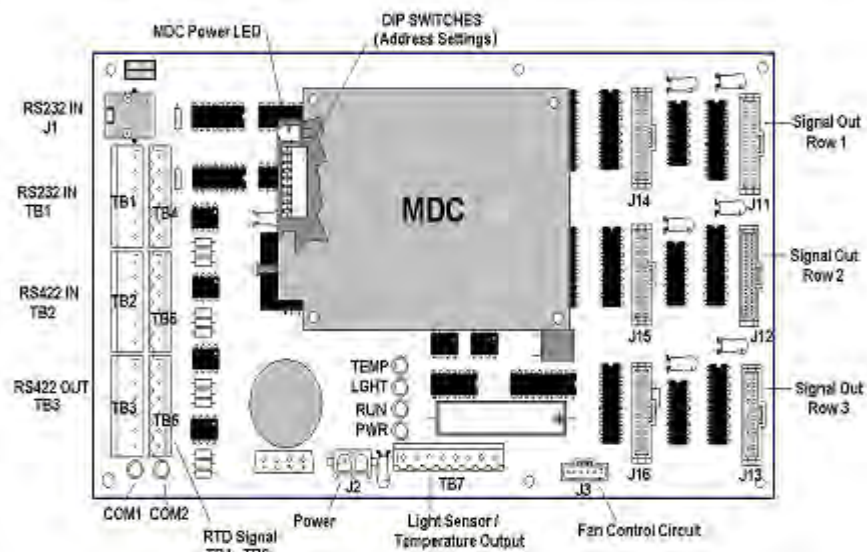 DIP SWITCHES
(Address Settings)
MDC Power LED
RS232 IN
J1
RS232 IN
TB1
RS422 IN
TB2
RS422 OUT
TB3
TB1
TB4
TB2
TB5
TB3
TB6
MDC
J14
J11
J15
J12
J16
J13
Signal Out
Row 1
Signal Out
Row 2
Signal Out
Row 3
TEMP
LGHT
RUN
PWR
J2
TB7
J3
COM1
COM2
RTD Signal
Power
Light Sensor /
Temperature Output
Fan Control Circuit